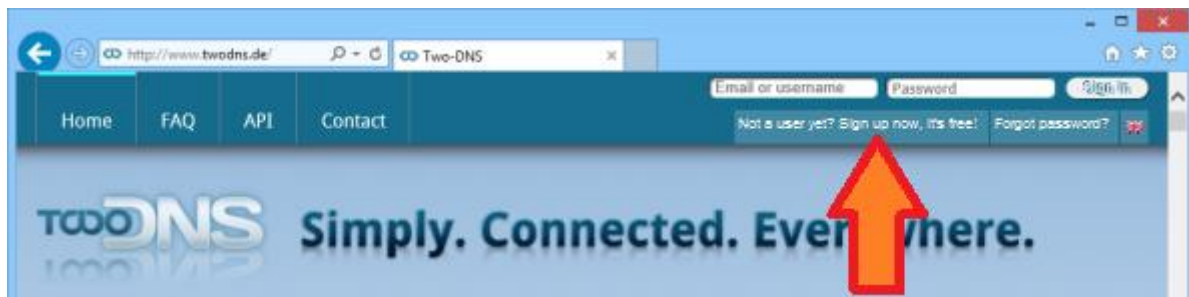 http://www.twodns.de/
Two-DNS
Email or username
Password
Sign in
Home
FAQ
API
Contact
Not a user yet? Sign up now, it's free!
Forgot password?
TWODNS
Simply. Connected.